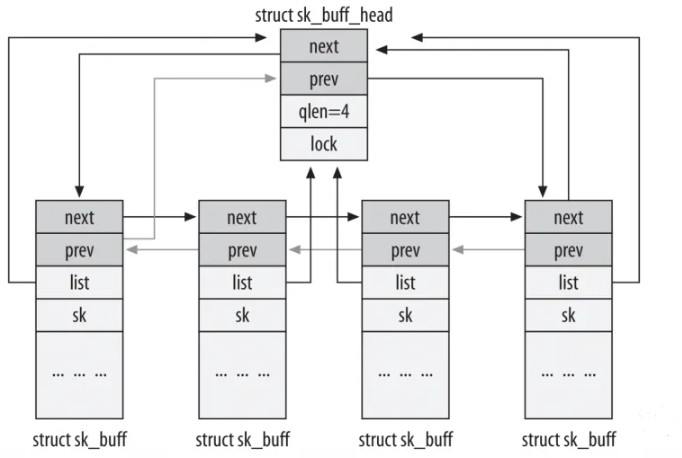 struct sk_buff_head
next
prev
qlen=4
lock
next
prev
list
sk
... ... ...
struct sk_buff
next
prev
list
sk
... ... ...
struct sk_buff
next
prev
list
sk
... ... ...
struct sk_buff
next
prev
list
sk
... ... ...
struct sk_buff